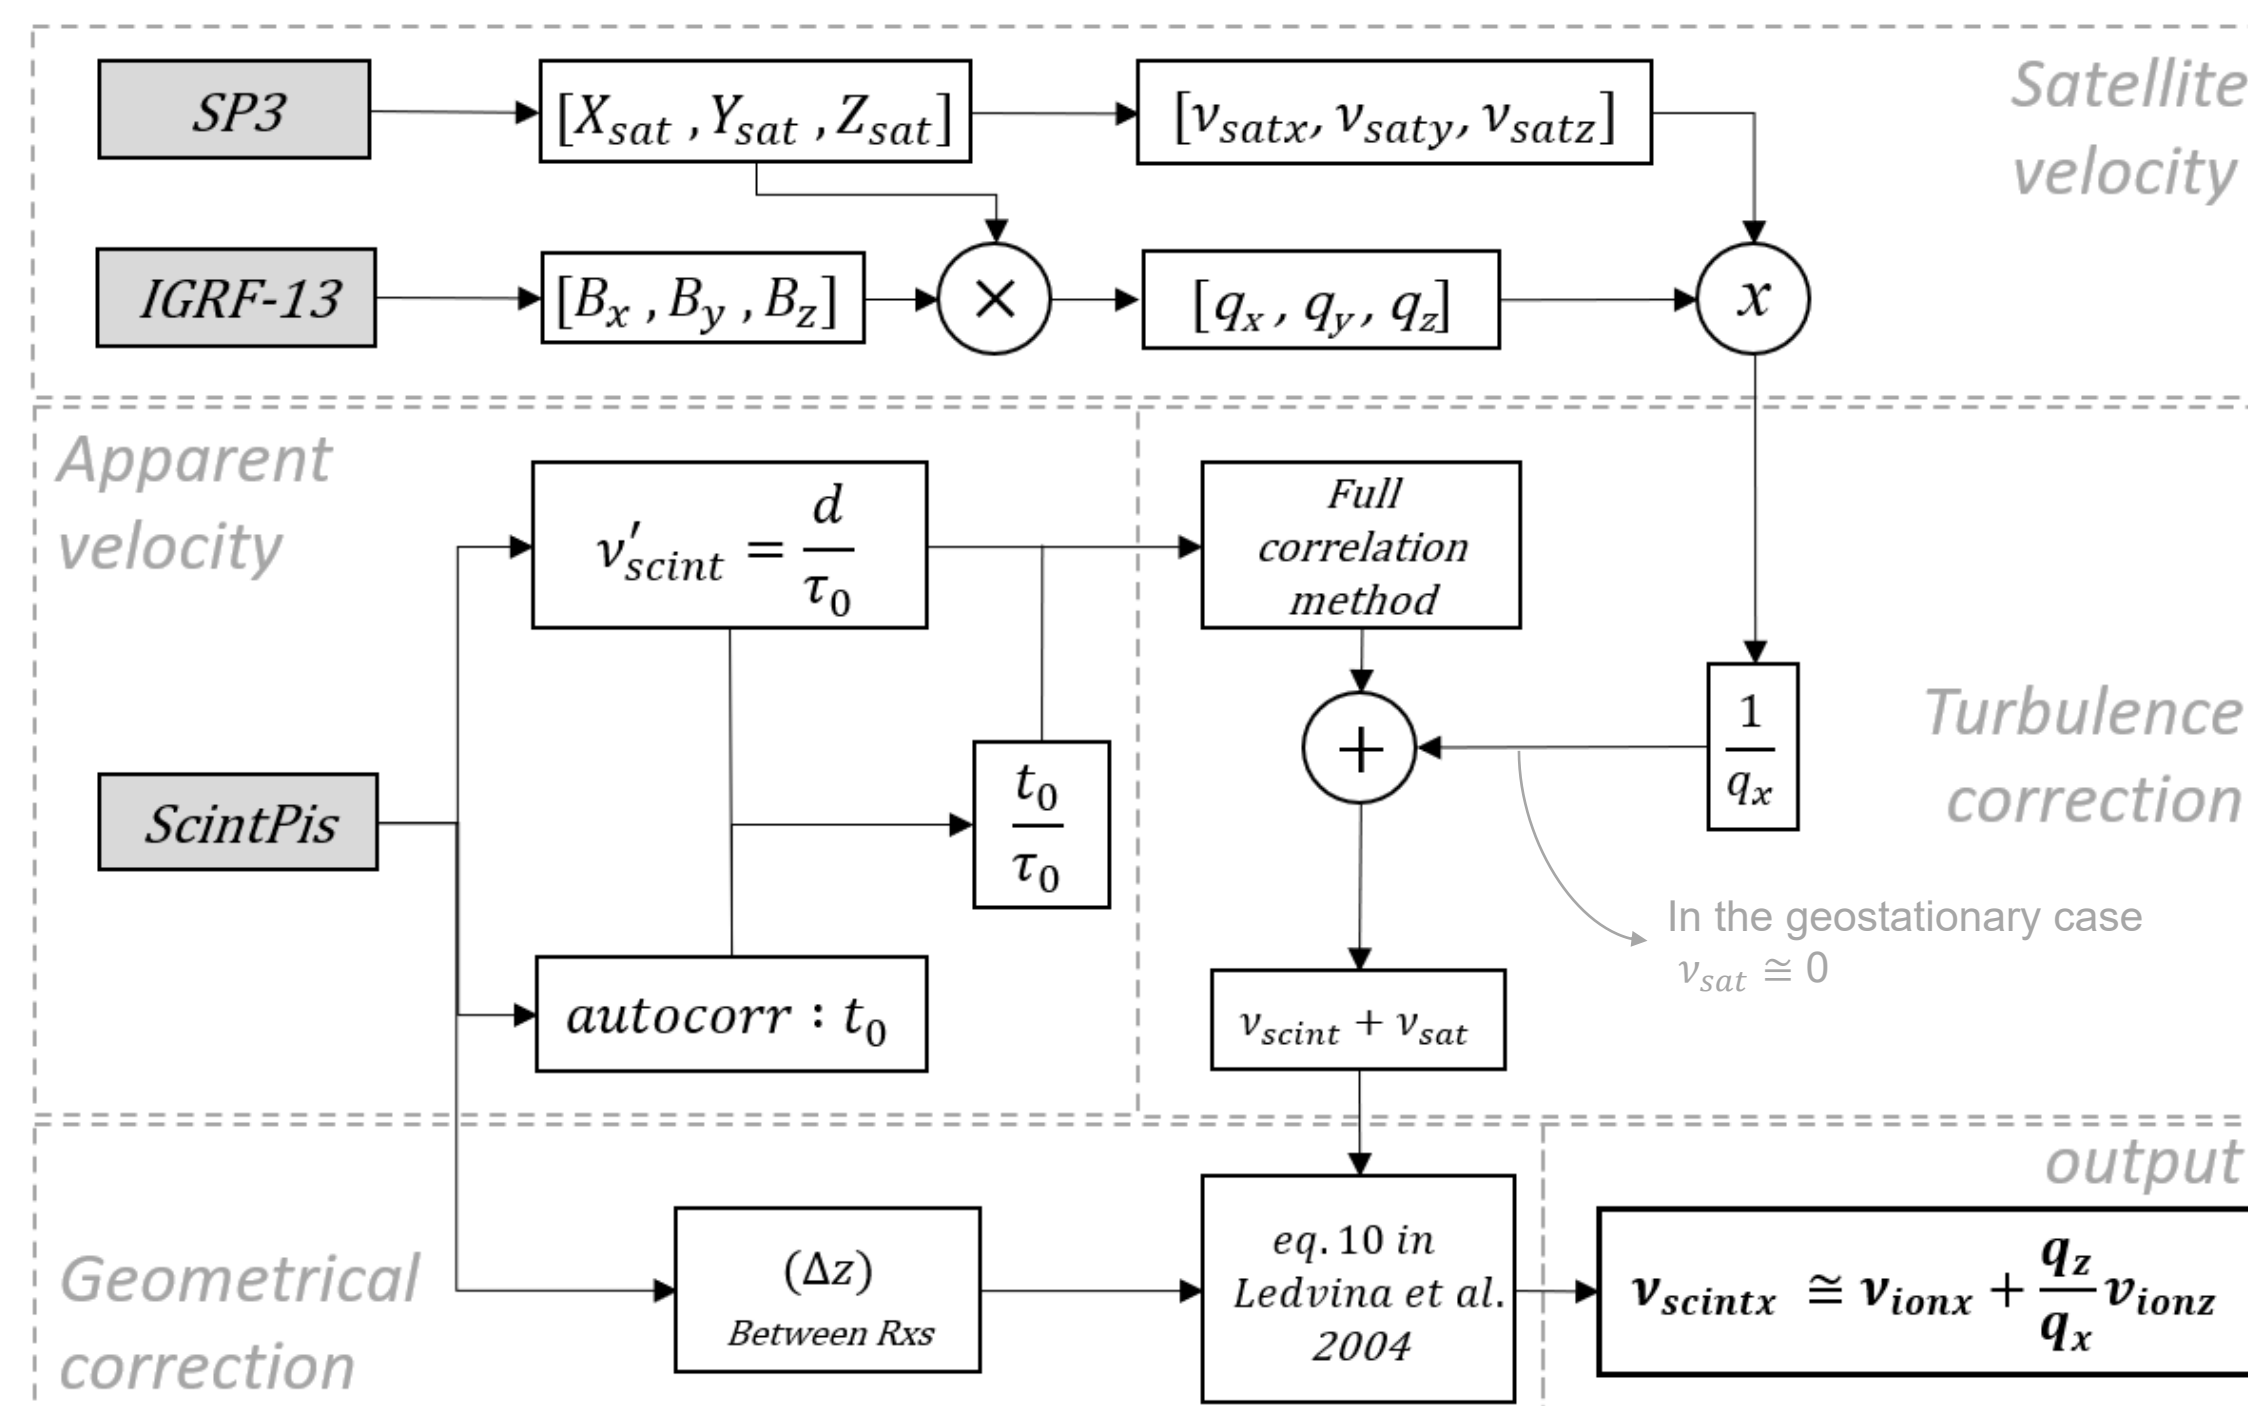 Satellite
velocity
SP3
[X_sat , Y_sat , Z_sat]
[v_satx, v_saty, v_satz]
IGRF-13
[B_x , B_y , B_z]
×
[q_x , q_y, q_z]
x
Apparent
velocity
v'_scint = d/τ_0
Full
correlation
method
ScintPis
t_0/τ_0
+
1/q_x
Turbulence
correction
In the geostationary case
v_sat ≅ 0
autocorr : t_0
v_scint + v_sat
Geometrical
correction
(Δz)
Between Rxs
eq. 10 in
Ledvina et al.
2004
output
v_scintx ≅ v_ionx + q_z/q_x v_ionz